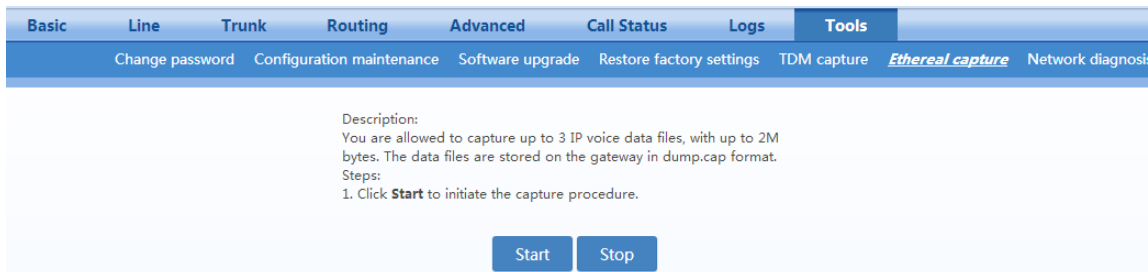 Basic Line Trunk Routing Advanced Call Status Logs Tools
Change password Configuration maintenance Software upgrade Restore factory settings TDM capture Ethereal capture Network diagnosis
Description:
You are allowed to capture up to 3 IP voice data files, with up to 2M
bytes. The data files are stored on the gateway in dump.cap format.
Steps:
1. Click Start to initiate the capture procedure.
Start Stop